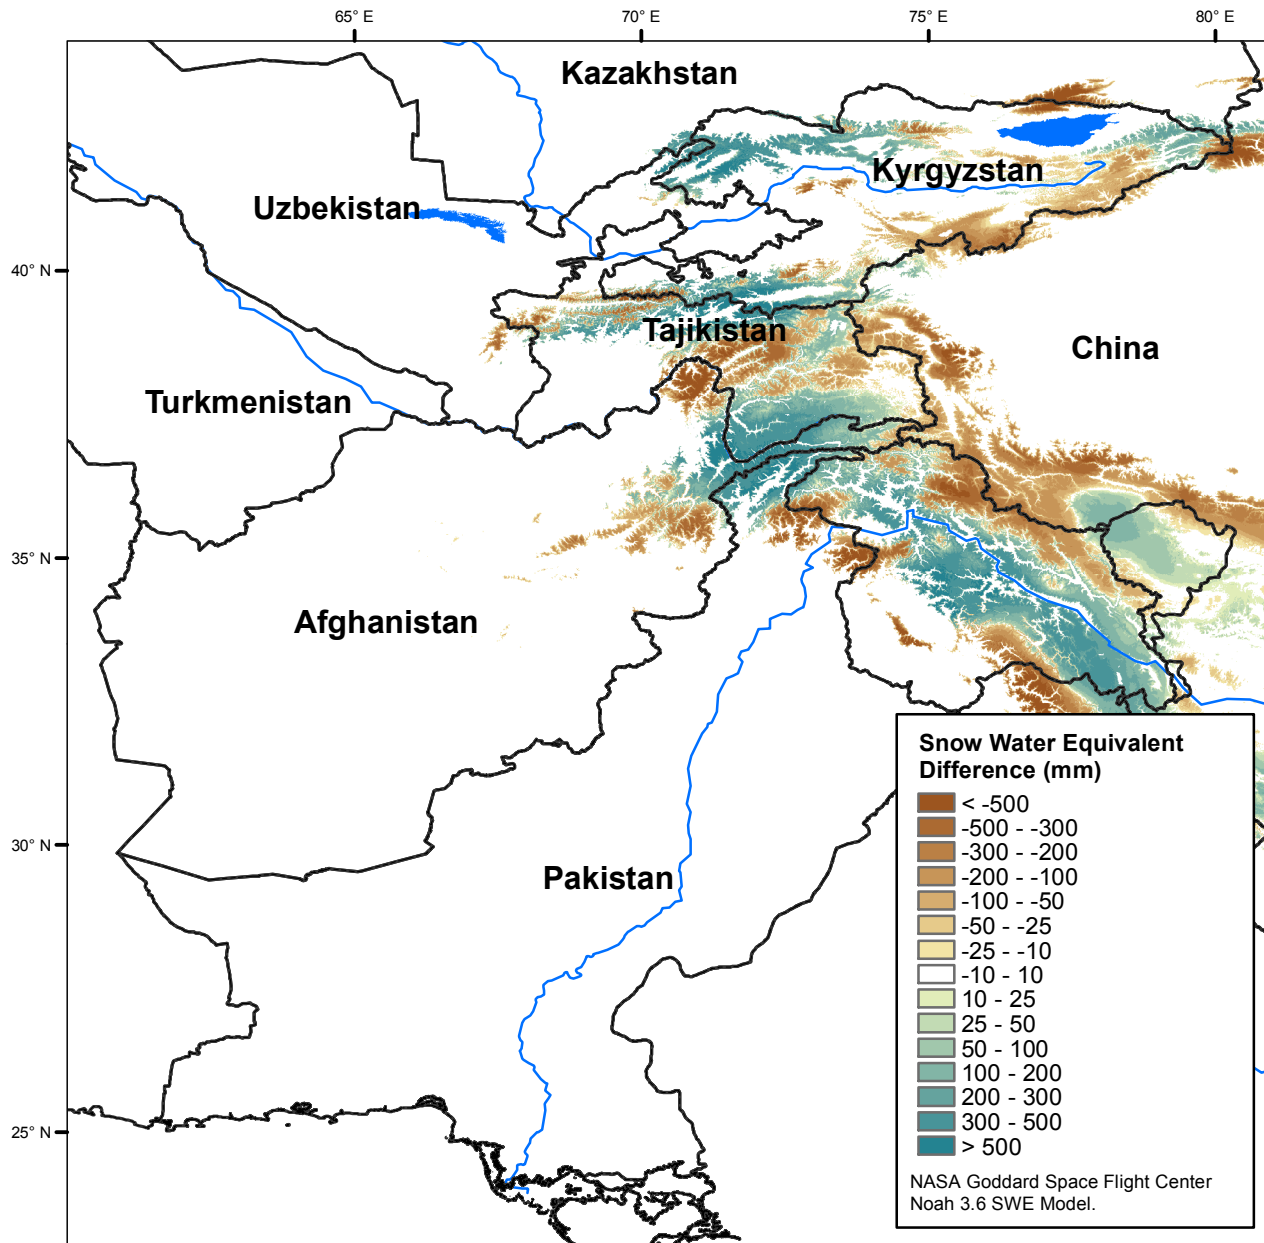 65° E
70° E
75° E
80° E
Kazakhstan
Kyrgyzstan
Uzbekistan
40° N
Tajikistan
China
Turkmenistan
35° N
Afghanistan
Snow Water Equivalent
Difference (mm)
< -500
-500 - -300
-300 - -200
-200 - -100
-100 - -50
-50 - -25
-25 - -10
-10 - 10
10 - 25
25 - 50
50 - 100
100 - 200
200 - 300
300 - 500
> 500
NASA Goddard Space Flight Center
Noah 3.6 SWE Model.
30° N
Pakistan
25° N